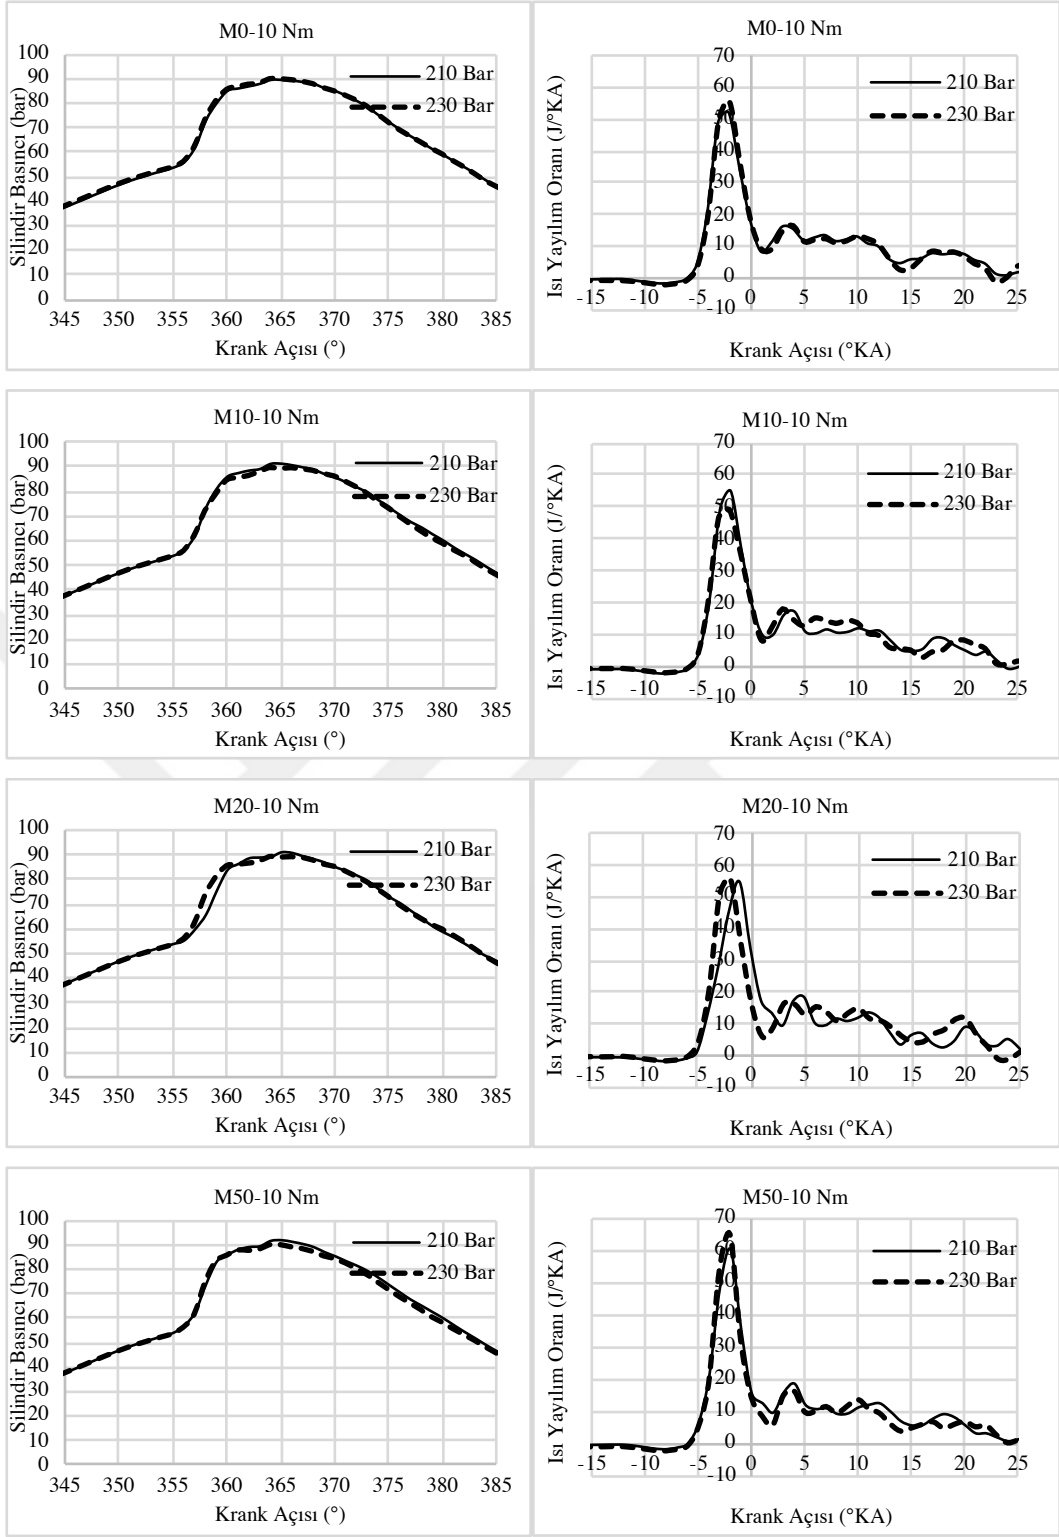 M0-10 Nm
Silindir Basıncı (bar)
100
90
80
70
60
50
40
30
20
10
0
210 Bar
230 Bar
345 350 355 360 365 370 375 380 385
Krank Açısı (°)
M0-10 Nm
Isı Yayılım Oranı (J/°KA)
70
60
50
40
30
20
10
0
-10
210 Bar
230 Bar
-15 -10 -5 0 5 10 15 20 25
Krank Açısı (°KA)
M10-10 Nm
Silindir Basıncı (bar)
100
90
80
70
60
50
40
30
20
10
0
210 Bar
230 Bar
345 350 355 360 365 370 375 380 385
Krank Açısı (°)
M10-10 Nm
Isı Yayılım Oranı (J/°KA)
70
60
50
40
30
20
10
0
-10
210 Bar
230 Bar
-15 -10 -5 0 5 10 15 20 25
Krank Açısı (°KA)
M20-10 Nm
Silindir Basıncı (bar)
100
90
80
70
60
50
40
30
20
10
0
210 Bar
230 Bar
345 350 355 360 365 370 375 380 385
Krank Açısı (°)
M20-10 Nm
Isı Yayılım Oranı (J/°KA)
70
60
50
40
30
20
10
0
-10
210 Bar
230 Bar
-15 -10 -5 0 5 10 15 20 25
Krank Açısı (°KA)
M50-10 Nm
Silindir Basıncı (bar)
100
90
80
70
60
50
40
30
20
10
0
210 Bar
230 Bar
345 350 355 360 365 370 375 380 385
Krank Açısı (°)
M50-10 Nm
Isı Yayılım Oranı (J/°KA)
70
60
50
40
30
20
10
0
-10
210 Bar
230 Bar
-15 -10 -5 0 5 10 15 20 25
Krank Açısı (°KA)